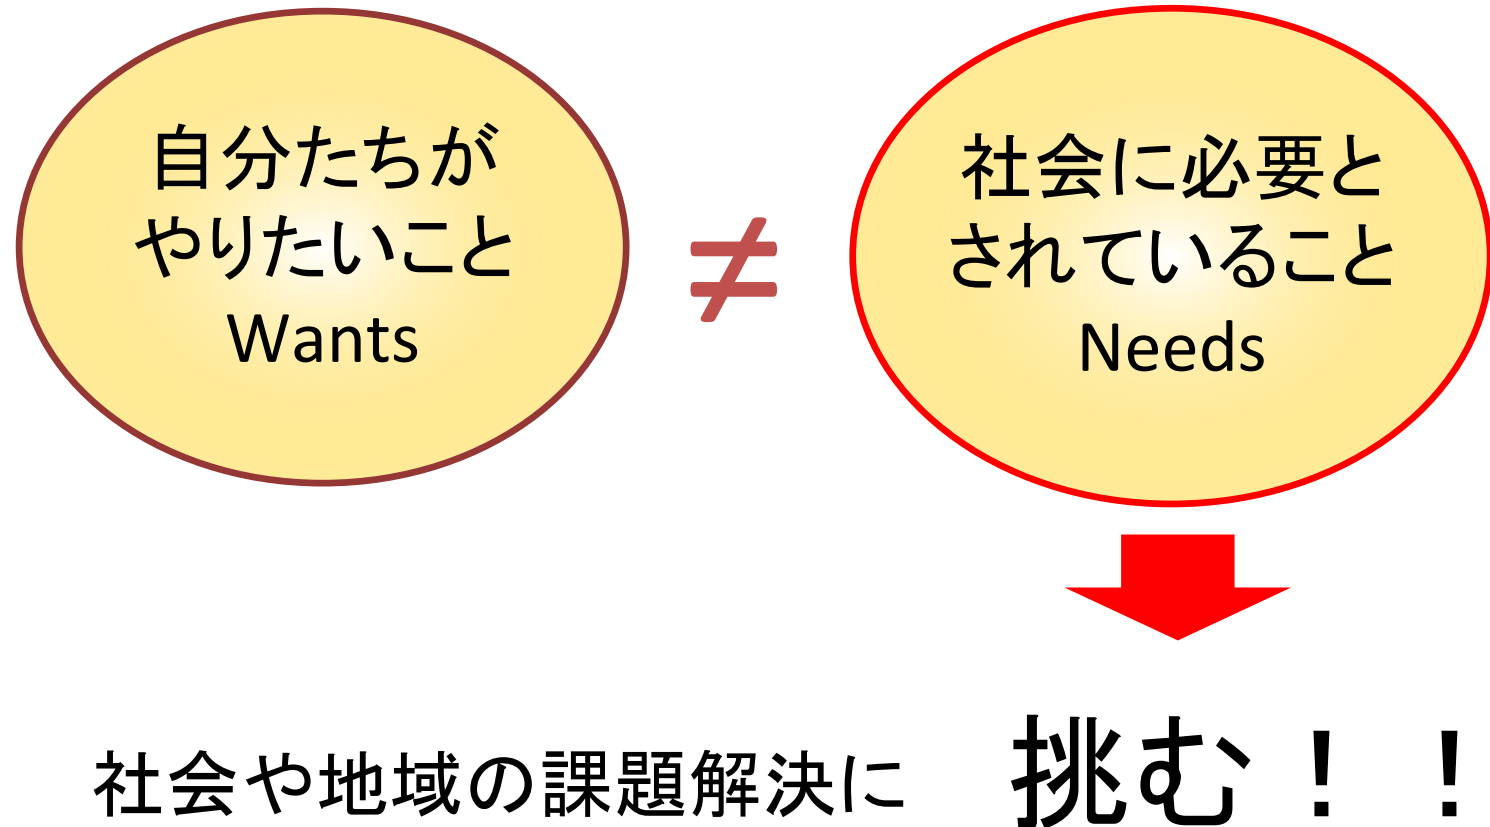 自分たちが
やりたいこと
Wants
≠
社会に必要と
されていること
Needs
社会や地域の課題解決に 挑む！！